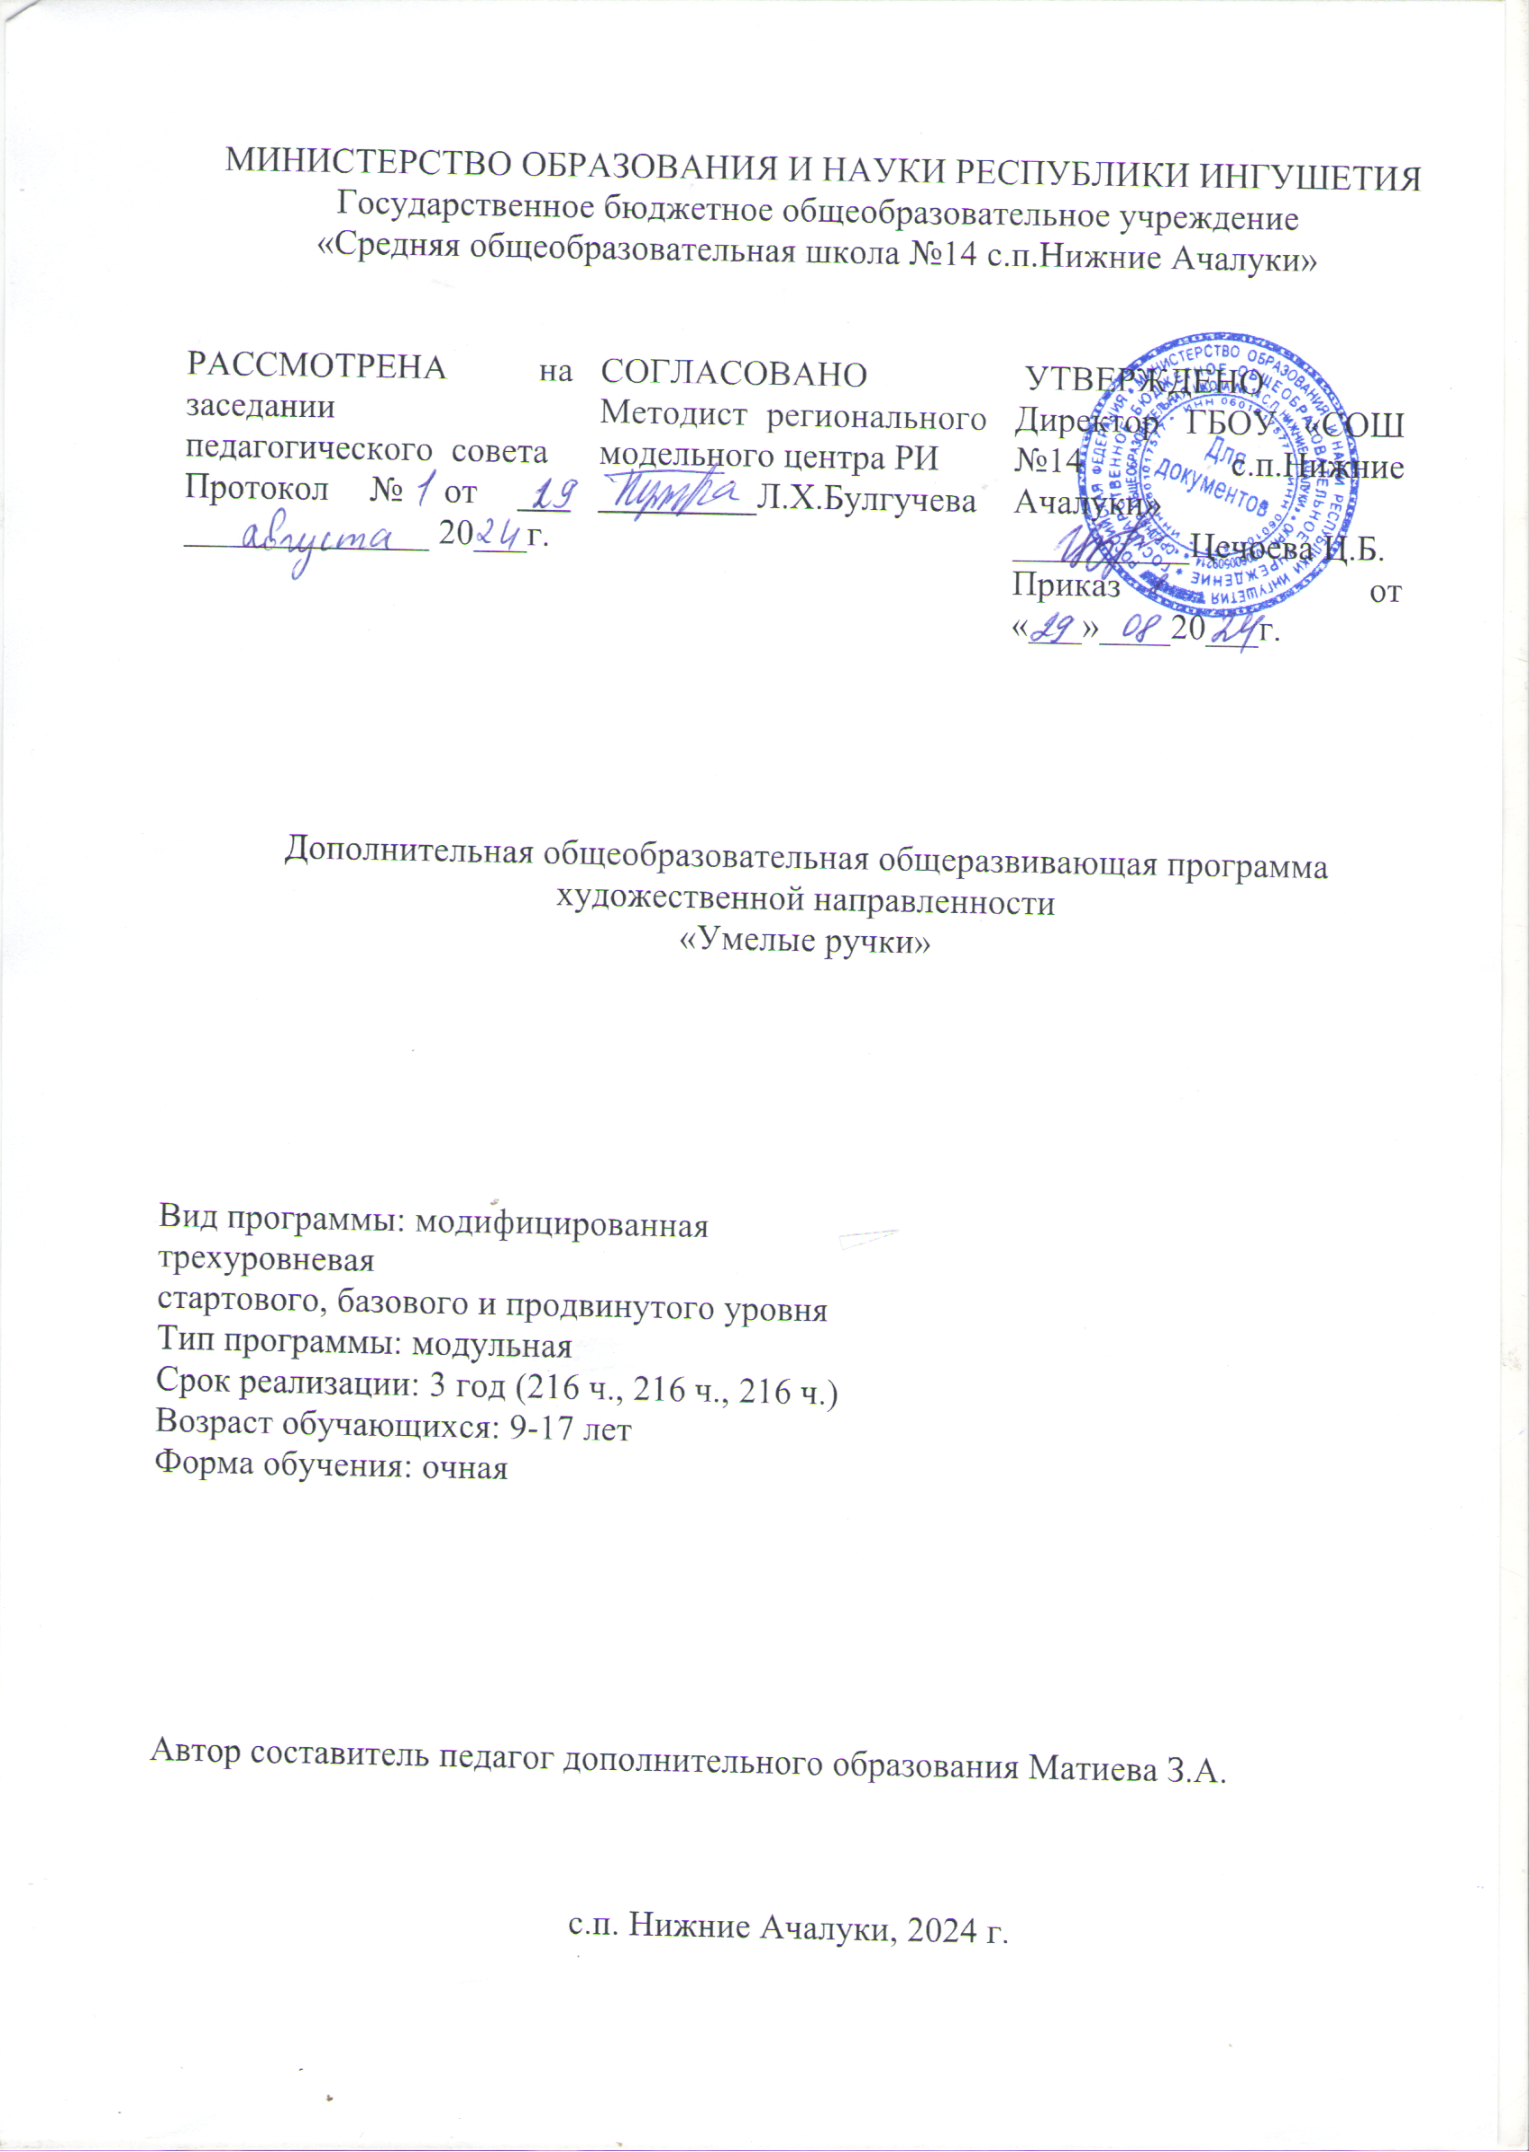 МИНИСТЕРСТВО ОБРАЗОВАНИЯ И НАУКИ РЕСПУБЛИКИ ИНГУШЕТИЯ
Государственное бюджетное общеобразовательное учреждение
«Средняя общеобразовательная школа №14 с.п.Нижние Ачалуки»
РАССМОТРЕНА на
заседании
педагогического совета
Протокол № 1 от 29
августа 2024г.
СОГЛАСОВАНО
Методист регионального
модельного центра РИ
Л.Х.Булгучева
УТВЕРЖДЕНО
Директор ГБОУ «СОШ
№14 с.п.Нижние
Ачалуки»
Цечоева Ц.Б.
Приказ от
«29» 08 2024г.
Для
документов
Дополнительная общеобразовательная общеразвивающая программа
художественной направленности
«Умелые ручки»
Вид программы: модифицированная
трехуровневая
стартового, базового и продвинутого уровня
Тип программы: модульная
Срок реализации: 3 год (216 ч., 216 ч., 216 ч.)
Возраст обучающихся: 9-17 лет
Форма обучения: очная
Автор составитель педагог дополнительного образования Матиева З.А.
с.п. Нижние Ачалуки, 2024 г.